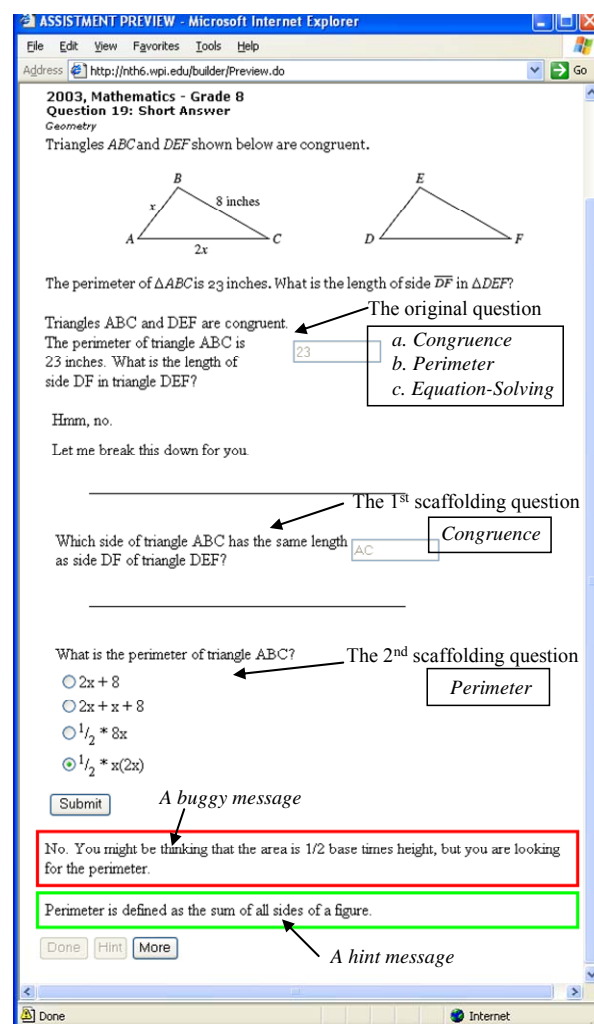 ASSISTMENT PREVIEW - Microsoft Internet Explorer
File Edit View Favorites Tools Help
Address http://nth6.wpi.edu/builder/Preview.do Go
2003, Mathematics - Grade 8
Question 19: Short Answer
Geometry
Triangles ABC and DEF shown below are congruent.
B E
x 8 inches
A C D F
2x
The perimeter of ΔABC is 23 inches. What is the length of side DF in ΔDEF?
The original question
Triangles ABC and DEF are congruent.
The perimeter of triangle ABC is
23 inches. What is the length of
side DF in triangle DEF?
23
a. Congruence
b. Perimeter
c. Equation-Solving
Hmm, no.
Let me break this down for you.
The 1st scaffolding question
Congruence
Which side of triangle ABC has the same length
as side DF of triangle DEF?
AC
What is the perimeter of triangle ABC?
The 2nd scaffolding question
Perimeter
2x + 8
2x + x + 8
1/2 * 8x
1/2 * x(2x)
Submit
A buggy message
No. You might be thinking that the area is 1/2 base times height, but you are looking
for the perimeter.
Perimeter is defined as the sum of all sides of a figure.
Done Hint More
A hint message
Done Internet